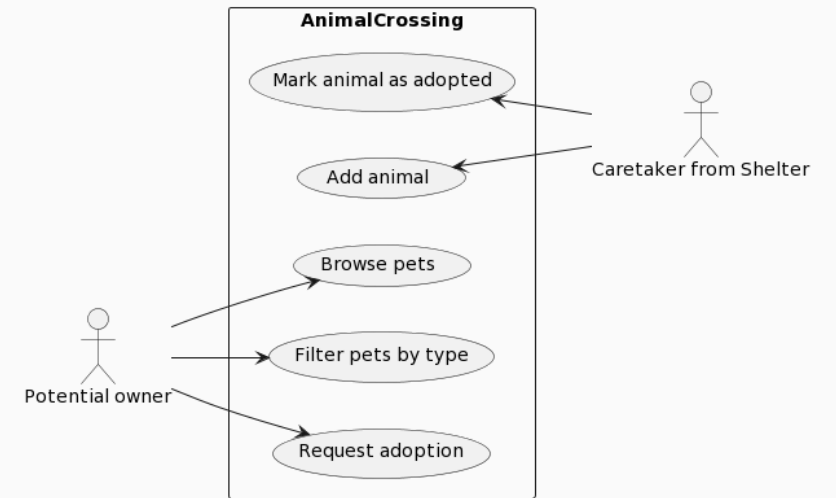 AnimalCrossing
Mark animal as adopted
Caretaker from Shelter
Add animal
Browse pets
Filter pets by type
Potential owner
Request adoption